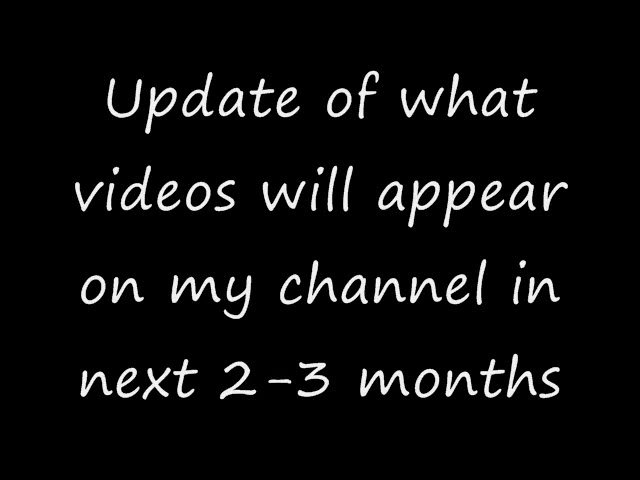 Update of what
videos will appear
on my channel in
next 2-3 months